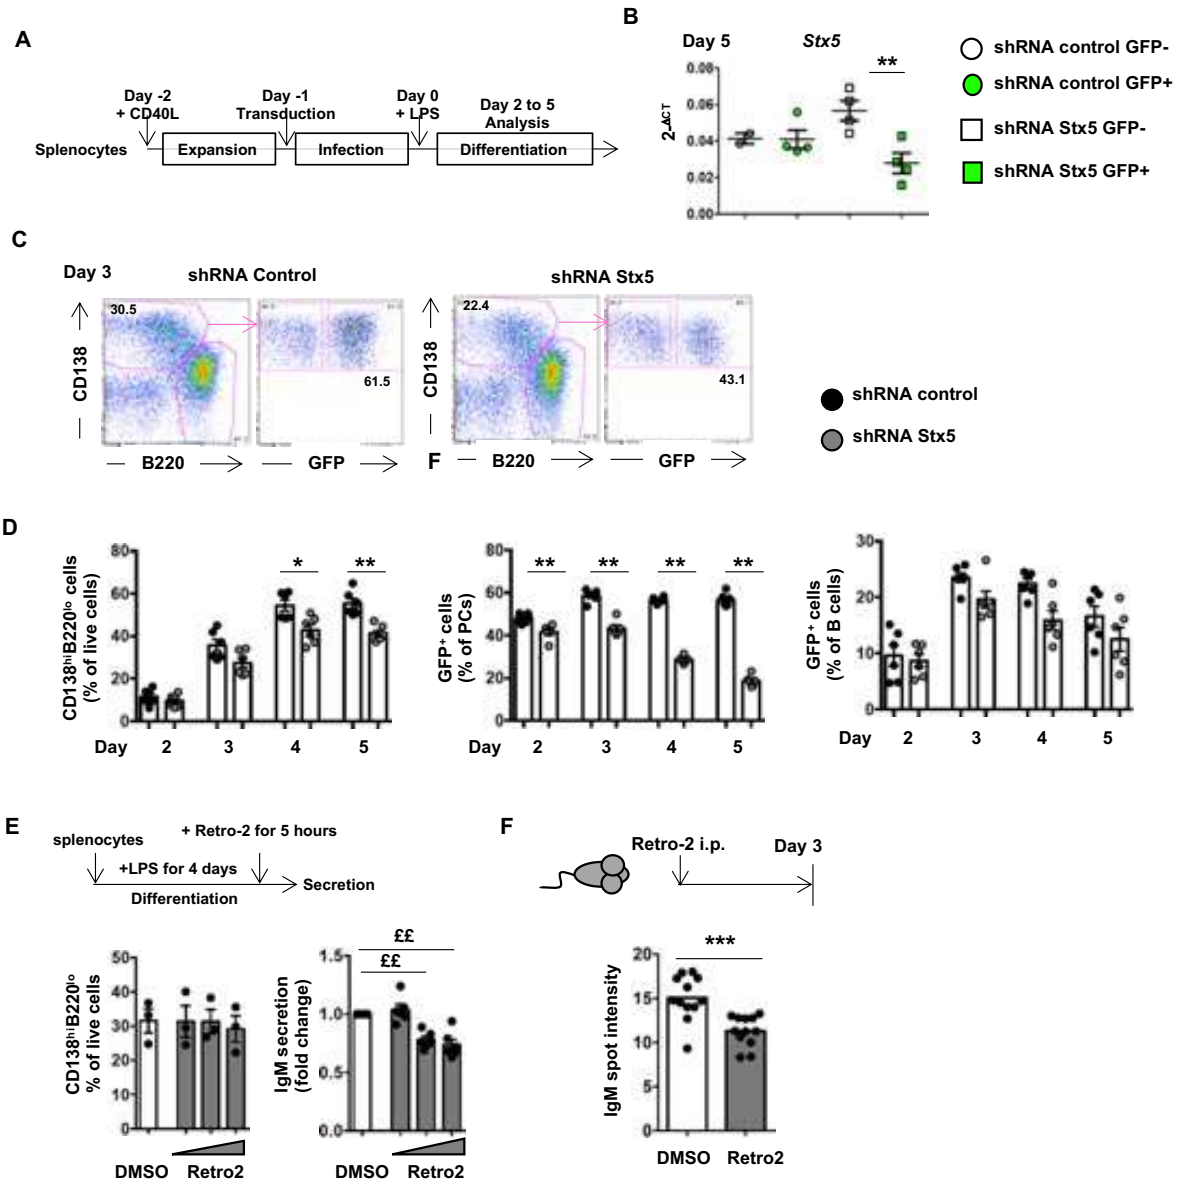 A
Day -2
+ CD40L
Day -1
Transduction
Day 0
+ LPS
Day 2 to 5
Analysis
Splenocytes
Expansion
Infection
Differentiation
B
Day 5
Stx5
**
2-ΔCT
0.08
0.06
0.04
0.02
0.00
shRNA control GFP-
shRNA control GFP+
shRNA Stx5 GFP-
shRNA Stx5 GFP+
C
Day 3
shRNA Control
shRNA Stx5
30.5
61.5
22.4
43.1
CD138
B220
GFP
CD138
F
B220
GFP
shRNA control
shRNA Stx5
D
CD138hiB220lo cells
(% of live cells)
80
60
40
20
0
* **
Day 2 3 4 5
GFP+ cells
(% of PCs)
80
60
40
20
0
** ** ** **
Day 2 3 4 5
GFP+ cells
(% of B cells)
30
20
10
0
Day 2 3 4 5
E
splenocytes
+ Retro-2 for 5 hours
+LPS for 4 days
Differentiation
Secretion
CD138hiB220lo
% of live cells
50
40
30
20
10
0
DMSO Retro2
IgM secretion
(fold change)
1.5
1.0
0.5
0.0
££
££
DMSO Retro2
F
Retro-2 i.p.
Day 3
IgM spot intensity
20
15
10
5
0
***
DMSO Retro2